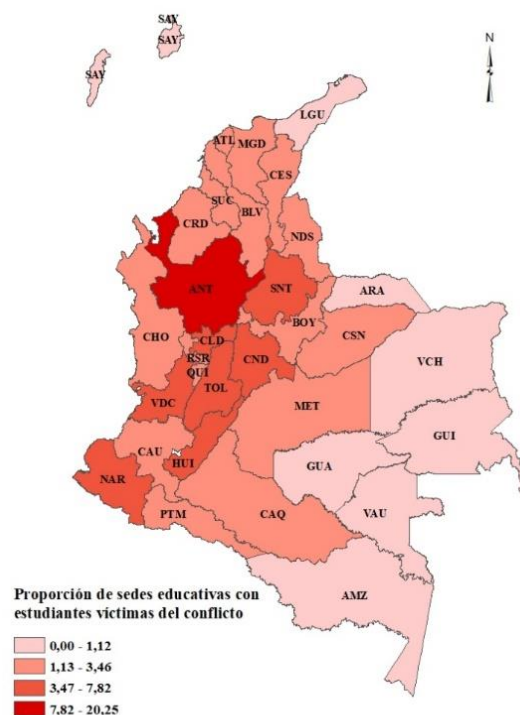 SAY
SAY
SAY
N
LGU
ATL
MGD
CES
SUC
BLV
CRD
NDS
ANT
SNT
ARA
BOY
CHO
CLD
CSN
RSR
CND
VCH
QUI
TOL
VDC
MET
GUI
CAU
HUI
GUA
NAR
VAU
PTM
CAQ
AMZ
Proporción de sedes educativas con
estudiantes víctimas del conflicto
0,00 - 1,12
1,13 - 3,46
3,47 - 7,82
7,82 - 20,25